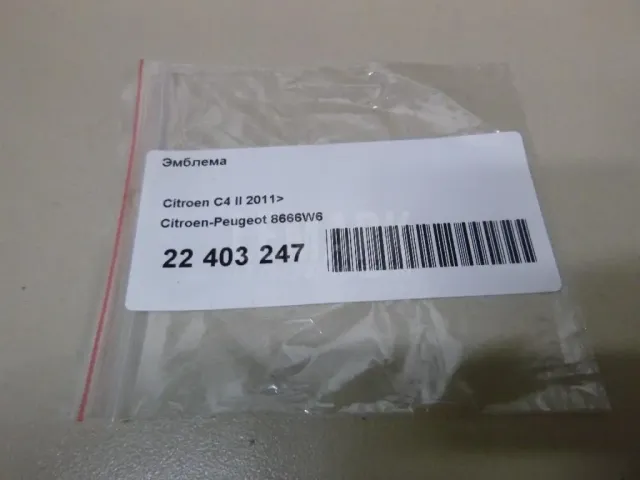 Эмблема
Citroen C4 II 2011>
Citroen-Peugeot 8666W6
22 403 247